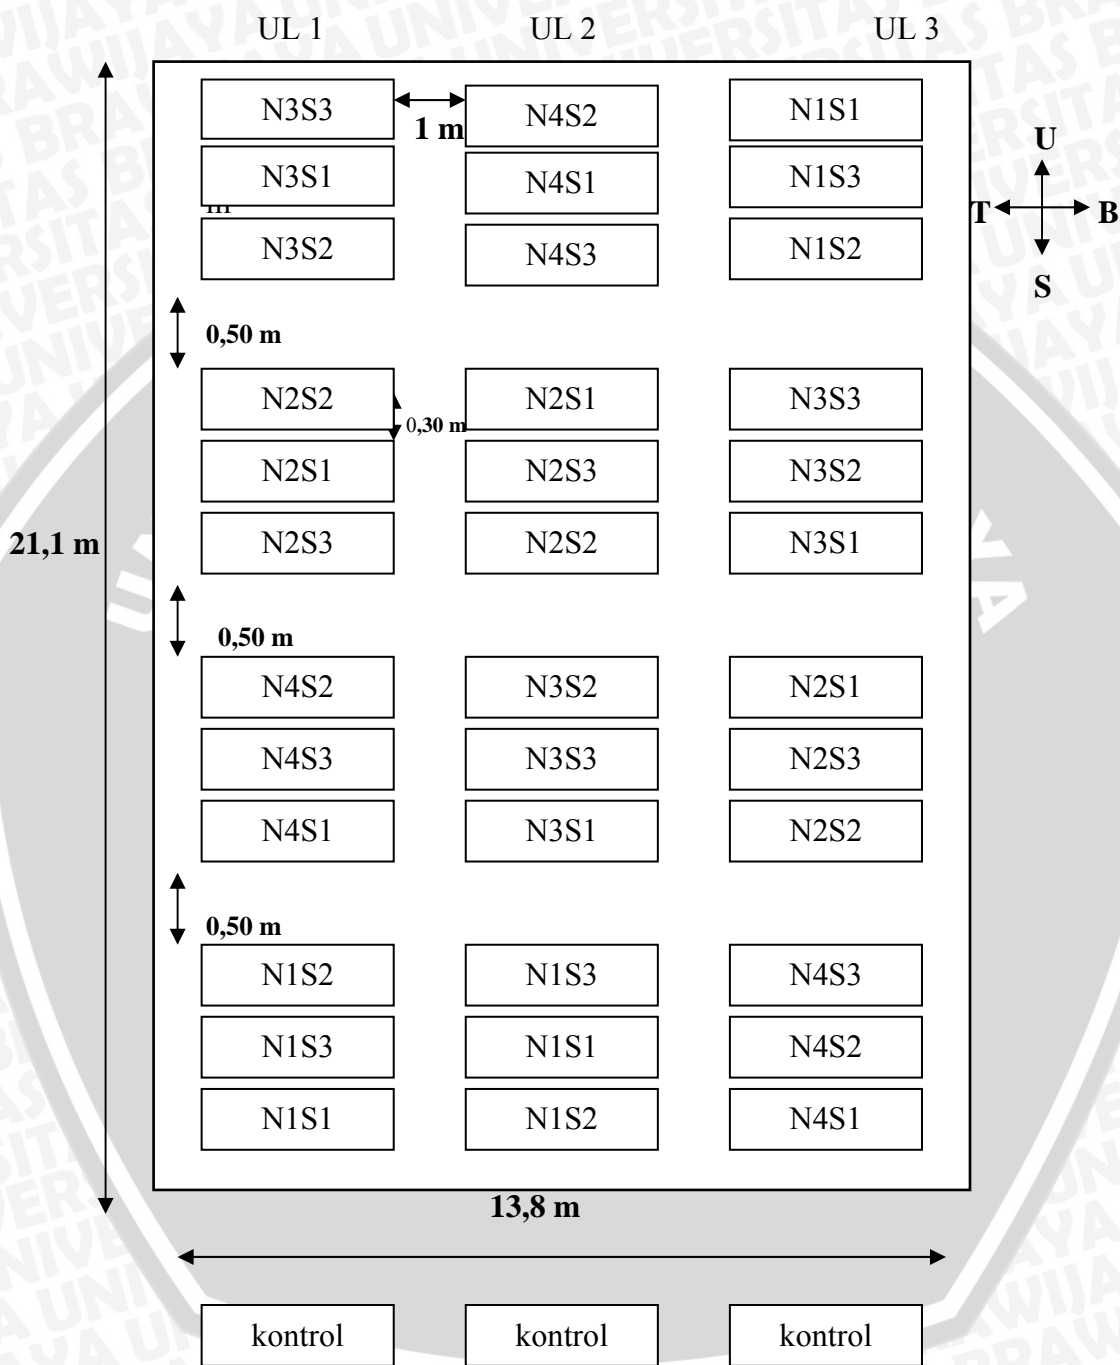 UL 1 UL 2 UL 3
N3S3 N4S2 N1S1
1 m
U
N3S1 N4S1 N1S3
T B
N3S2 N4S3 N1S2
S
0,50 m
N2S2 N2S1 N3S3
0,30 m
N2S1 N2S3 N3S2
21,1 m
N2S3 N2S2 N3S1
0,50 m
N4S2 N3S2 N2S1
N4S3 N3S3 N2S3
N4S1 N3S1 N2S2
0,50 m
N1S2 N1S3 N4S3
N1S3 N1S1 N4S2
N1S1 N1S2 N4S1
13,8 m
kontrol kontrol kontrol